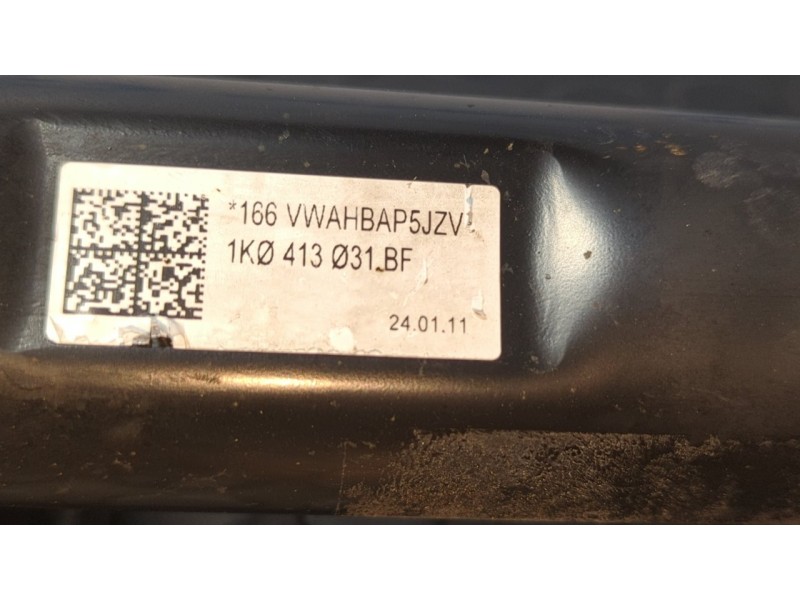 *166 VWAHBAP5JZV*
1KØ 413 Ø31 BF
24.01.11